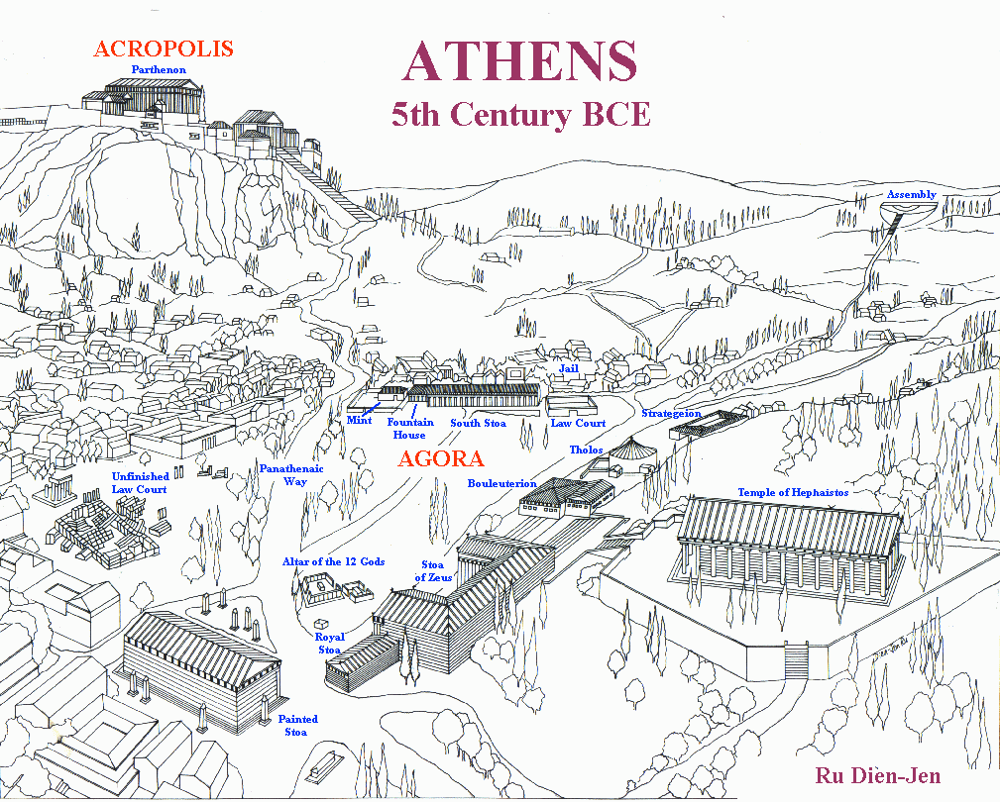 ACROPOLIS
Parthenon
ATHENS
5th Century BCE
Assembly
Jail
Mint
Fountain
House
South Stoa
Law Court
Strategeion
AGORA
Tholos
Panathenaic
Way
Unfinished
Law Court
Bouleuterion
Temple of Hephaistos
Altar of the 12 Gods
Stoa
of Zeus
Royal
Stoa
Painted
Stoa
Ru Dien-Jen